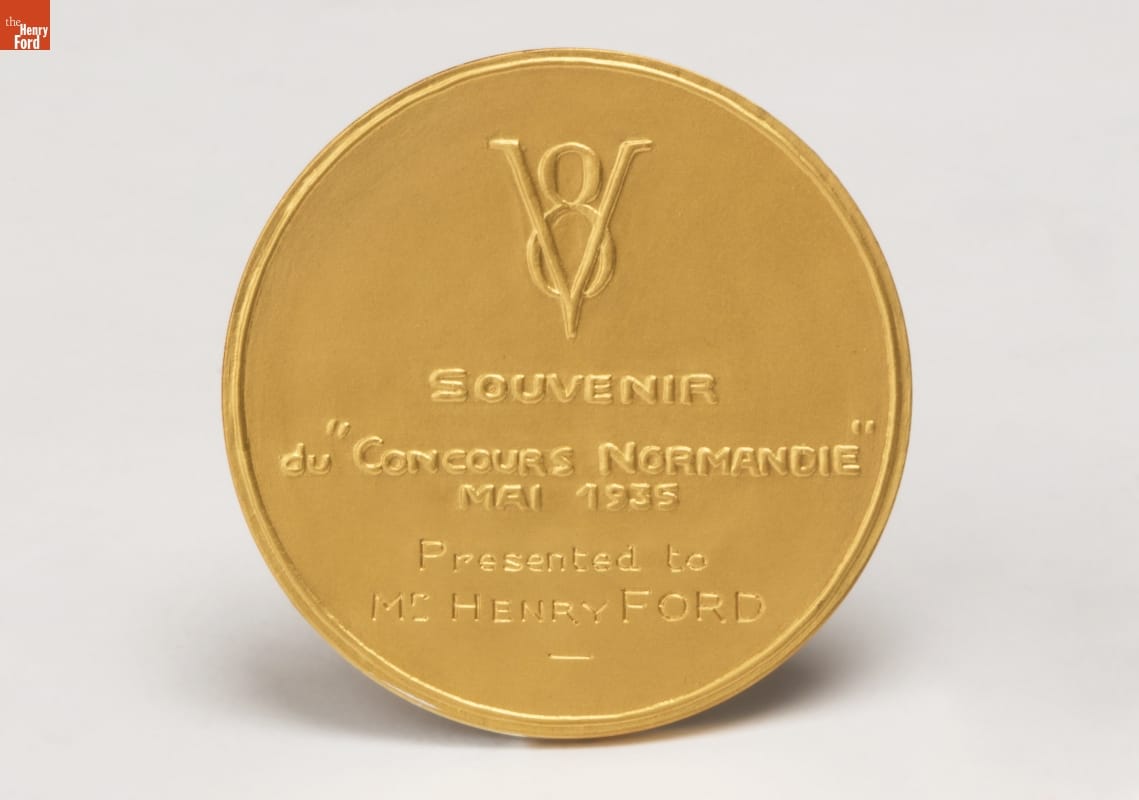 the
Henry
Ford
V8
SOUVENIR
du "CONCOURS NORMANDIE"
MAI 1935
Presented to
Mr HENRY FORD